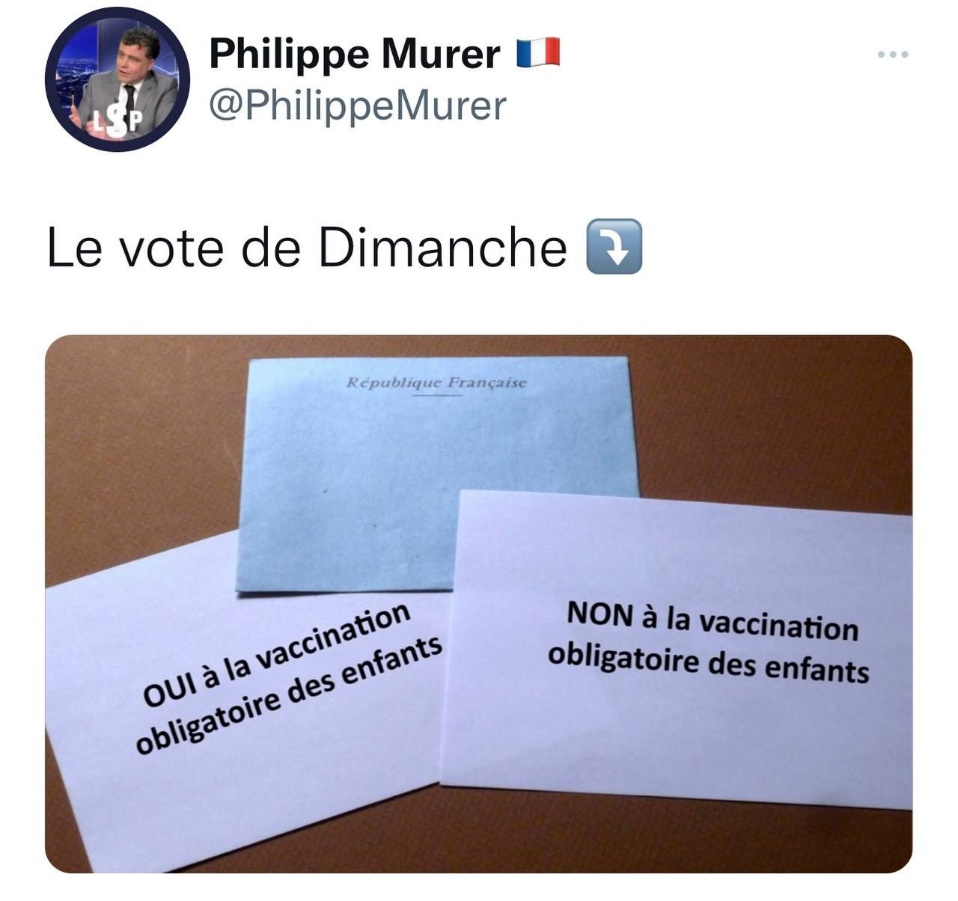 Philippe Murer 🇫🇷
@PhilippeMurer
LSP
Le vote de Dimanche ⤵️
République Française
OUI à la vaccination
obligatoire des enfants
NON à la vaccination
obligatoire des enfants